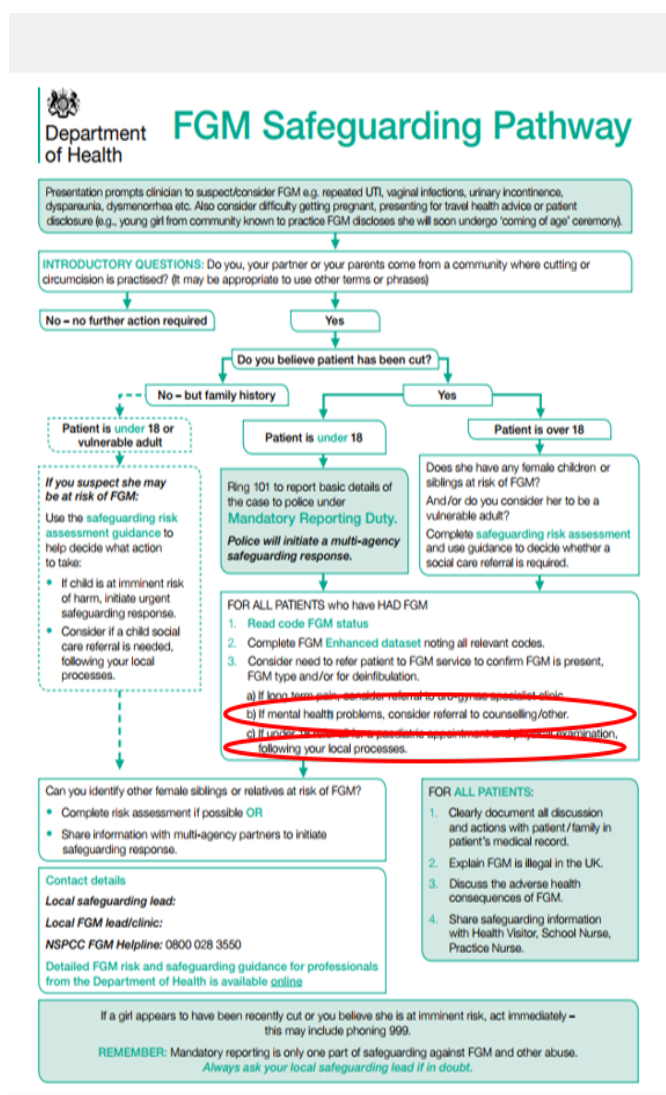 Department
of Health
FGM Safeguarding Pathway
Presentation prompts clinician to suspect/consider FGM e.g. repeated UTI, vaginal infections, urinary incontinence,
dyspareunia, dysmenorrhea etc. Also consider difficulty getting pregnant, presenting for travel health advice or patient
disclosure (e.g., young girl from community known to practice FGM discloses she will soon undergo 'coming of age' ceremony).
INTRODUCTORY QUESTIONS: Do you, your partner or your parents come from a community where cutting or
circumcision is practised? (It may be appropriate to use other terms or phrases)
No – no further action required
Yes
Do you believe patient has been cut?
No – but family history
Yes
Patient is under 18 or
vulnerable adult
Patient is under 18
Patient is over 18
If you suspect she may
be at risk of FGM:
Use the safeguarding risk
assessment guidance to
help decide what action
to take:
• If child is at imminent risk
of harm, initiate urgent
safeguarding response.
• Consider if a child social
care referral is needed,
following your local
processes.
Ring 101 to report basic details of
the case to police under
Mandatory Reporting Duty.
Police will initiate a multi-agency
safeguarding response.
Does she have any female children or
siblings at risk of FGM?
And/or do you consider her to be a
vulnerable adult?
Complete safeguarding risk assessment
and use guidance to decide whether a
social care referral is required.
FOR ALL PATIENTS who have HAD FGM
1. Read code FGM status
2. Complete FGM Enhanced dataset noting all relevant codes.
3. Consider need to refer patient to FGM service to confirm FGM is present,
FGM type and/or for deinfibulation.
a) If long term pain, consider referral to uro-gynae specialist clinic.
b) If mental health problems, consider referral to counselling/other.
c) If under for a paediatric appointment and physical examination,
following your local processes.
Can you identify other female siblings or relatives at risk of FGM?
• Complete risk assessment if possible OR
• Share information with multi-agency partners to initiate
safeguarding response.
FOR ALL PATIENTS:
1. Clearly document all discussion
and actions with patient/family in
patient's medical record.
2. Explain FGM is illegal in the UK.
3. Discuss the adverse health
consequences of FGM.
4. Share safeguarding information
with Health Visitor, School Nurse,
Practice Nurse.
Contact details
Local safeguarding lead:
Local FGM lead/clinic:
NSPCC FGM Helpline: 0800 028 3550
Detailed FGM risk and safeguarding guidance for professionals
from the Department of Health is available online
If a girl appears to have been recently cut or you believe she is at imminent risk, act immediately –
this may include phoning 999.
REMEMBER: Mandatory reporting is only one part of safeguarding against FGM and other abuse.
Always ask your local safeguarding lead if in doubt.